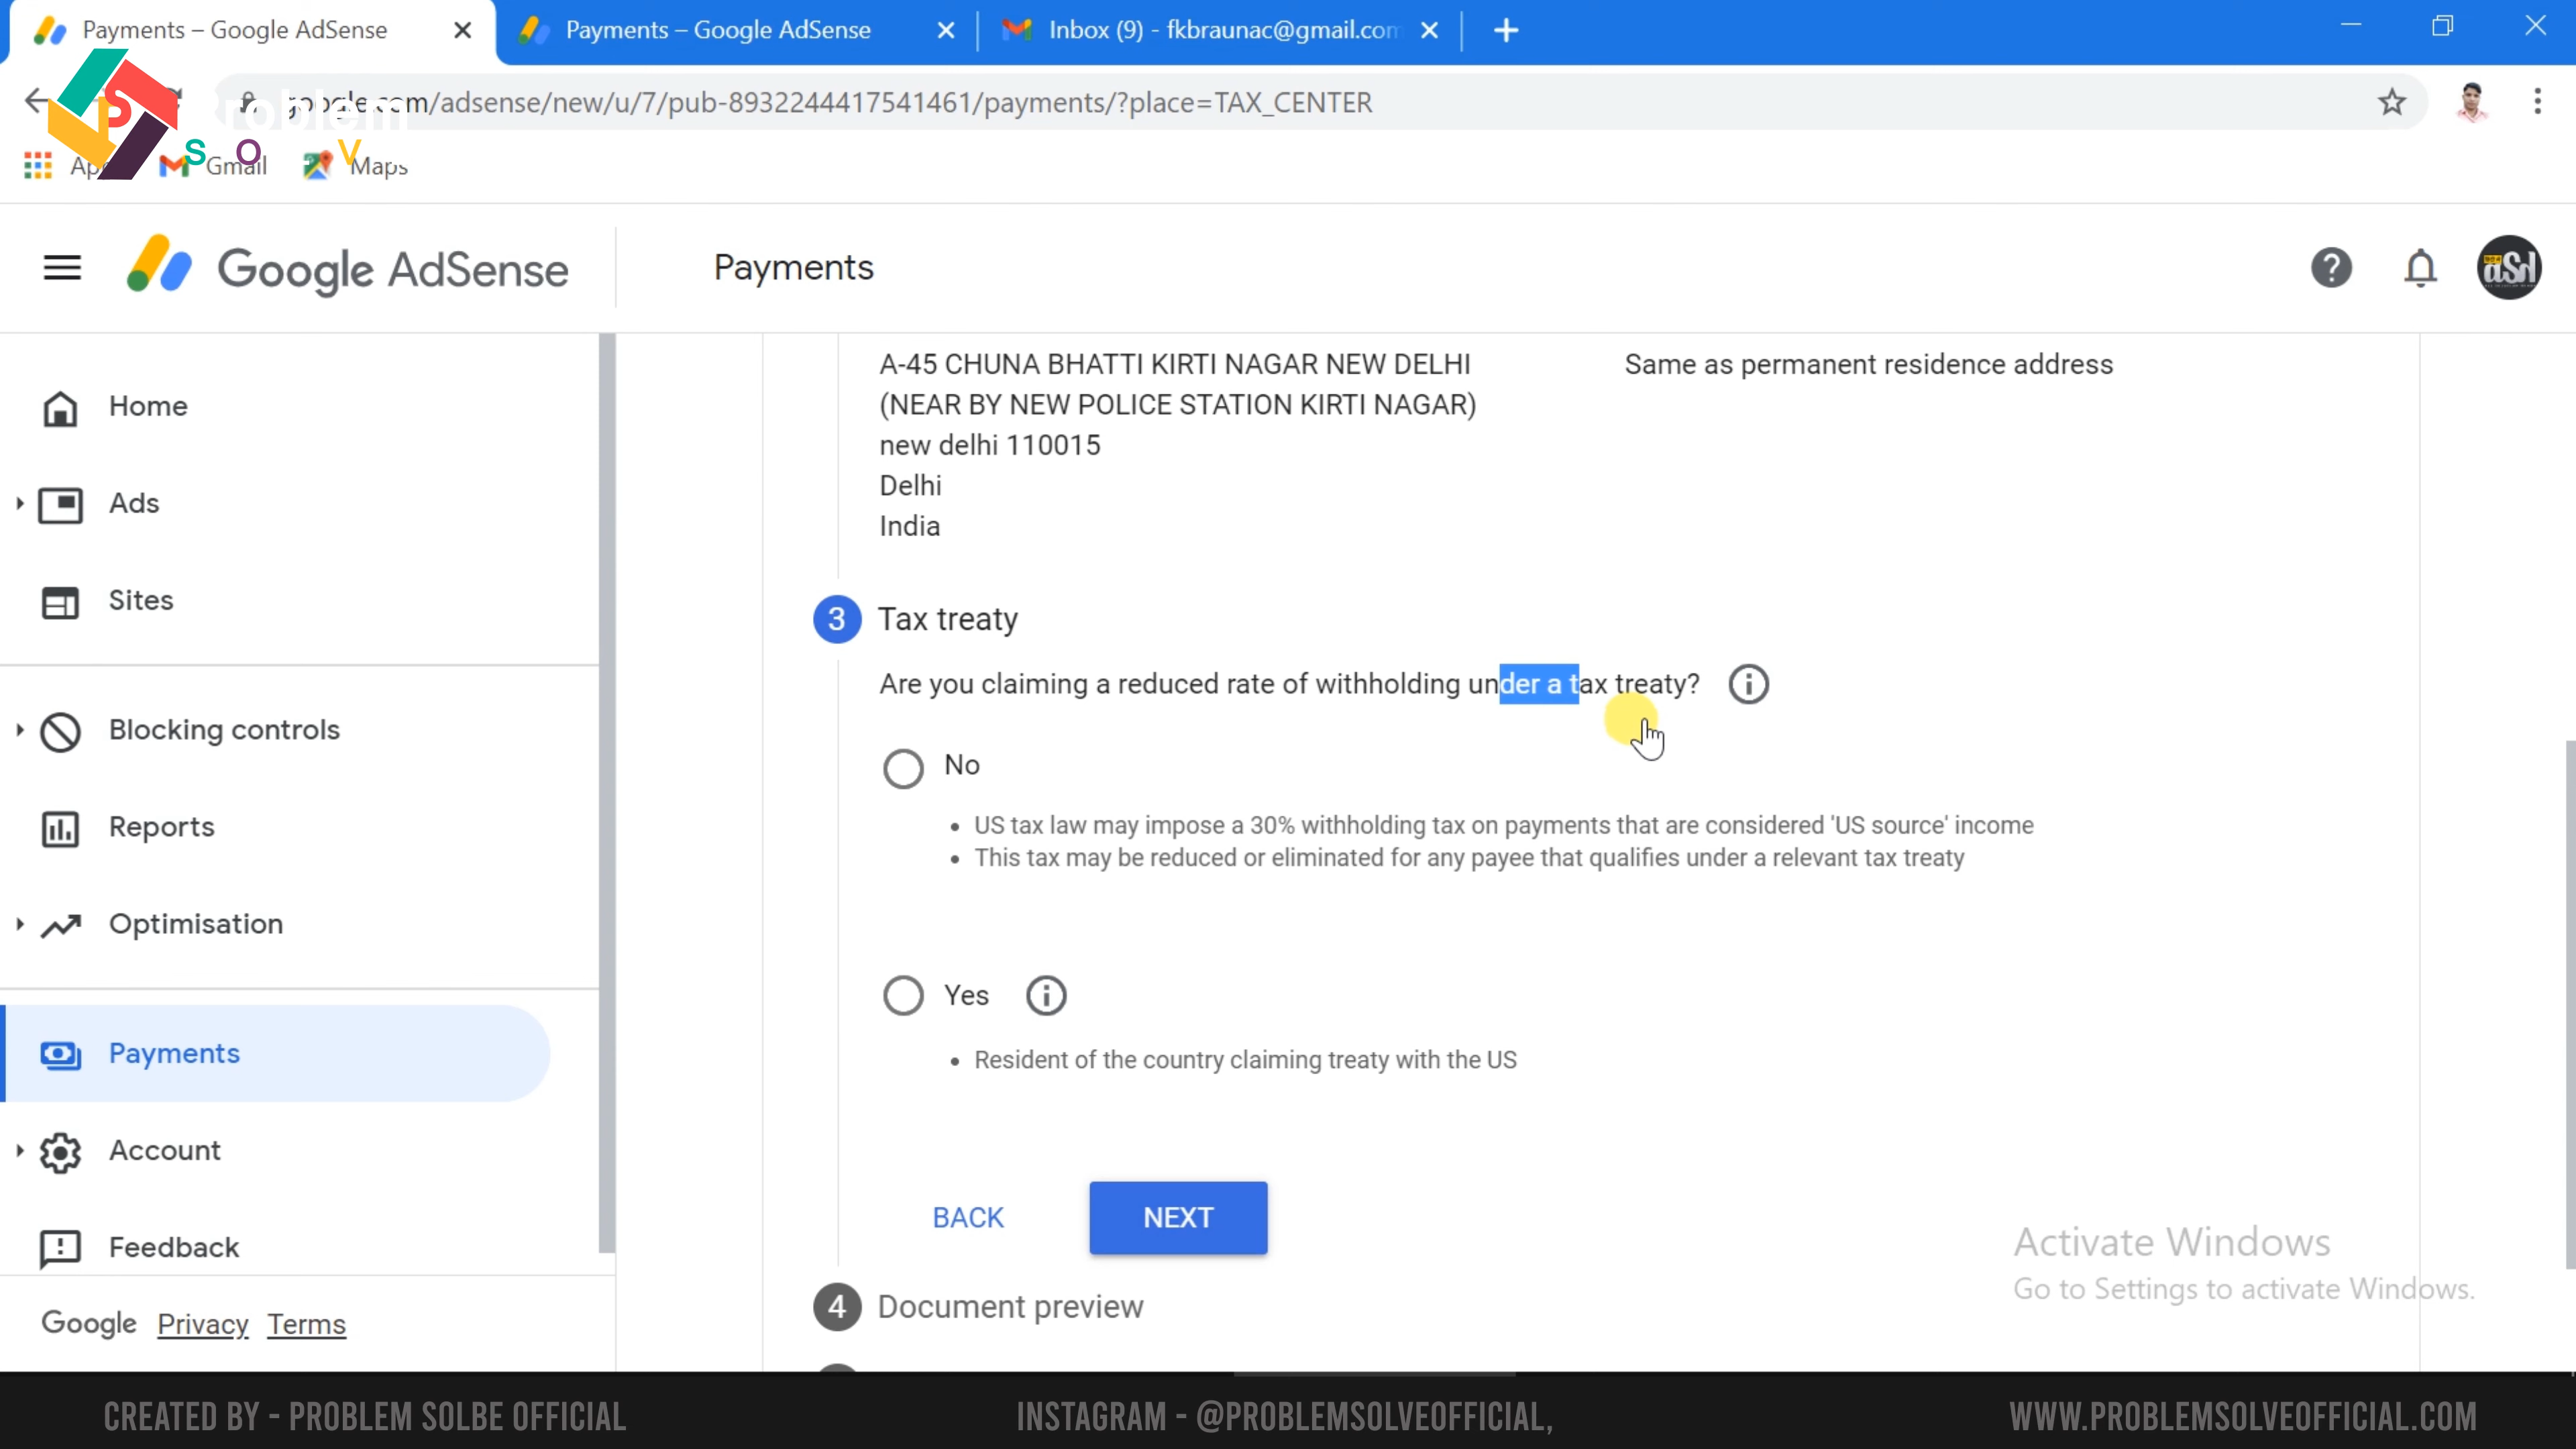 Payments – Google AdSense
Payments – Google AdSense
Inbox (9) - fkbraunac@gmail.com
google.com/adsense/new/u/7/pub-8932244417541461/payments/?place=TAX_CENTER
Problem
S O V
Gmail
Maps
Google AdSense
Payments
aSd
Home
Ads
Sites
Blocking controls
Reports
Optimisation
Payments
Account
Feedback
Google Privacy Terms
A-45 CHUNA BHATTI KIRTI NAGAR NEW DELHI
(NEAR BY NEW POLICE STATION KIRTI NAGAR)
new delhi 110015
Delhi
India
Same as permanent residence address
3 Tax treaty
Are you claiming a reduced rate of withholding under a tax treaty?
No
• US tax law may impose a 30% withholding tax on payments that are considered 'US source' income
• This tax may be reduced or eliminated for any payee that qualifies under a relevant tax treaty
Yes
• Resident of the country claiming treaty with the US
BACK NEXT
4 Document preview
Activate Windows
Go to Settings to activate Windows.
CREATED BY - PROBLEM SOLBE OFFICIAL
INSTAGRAM - @PROBLEMSOLVEOFFICIAL,
WWW.PROBLEMSOLVEOFFICIAL.COM